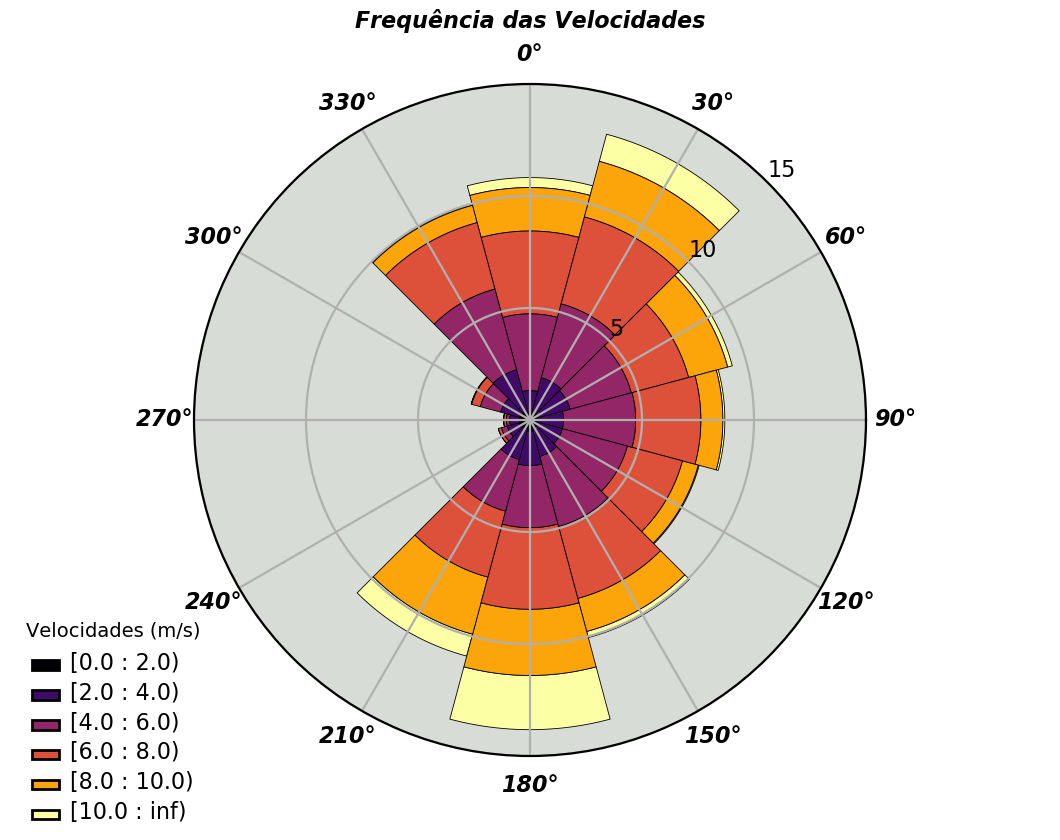 Frequência das Velocidades
0°
330°
30°
15
300°
60°
10
5
270°
90°
240°
120°
210°
150°
180°
Velocidades (m/s)
[0.0 : 2.0)
[2.0 : 4.0)
[4.0 : 6.0)
[6.0 : 8.0)
[8.0 : 10.0)
[10.0 : inf)